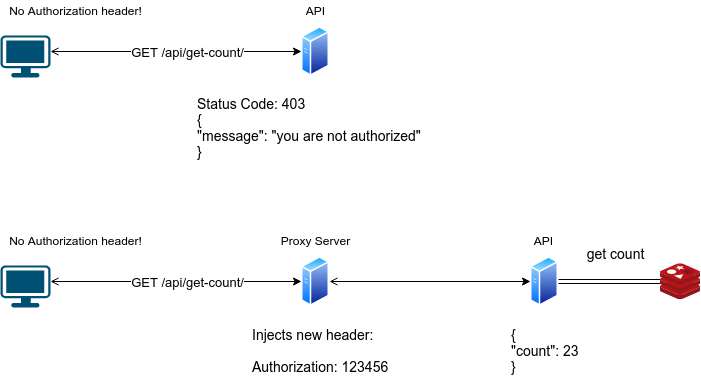 No Authorization header!
API
GET /api/get-count/
Status Code: 403
{
"message": "you are not authorized"
}
No Authorization header!
Proxy Server
API
get count
GET /api/get-count/
Injects new header:
Authorization: 123456
{
"count": 23
}